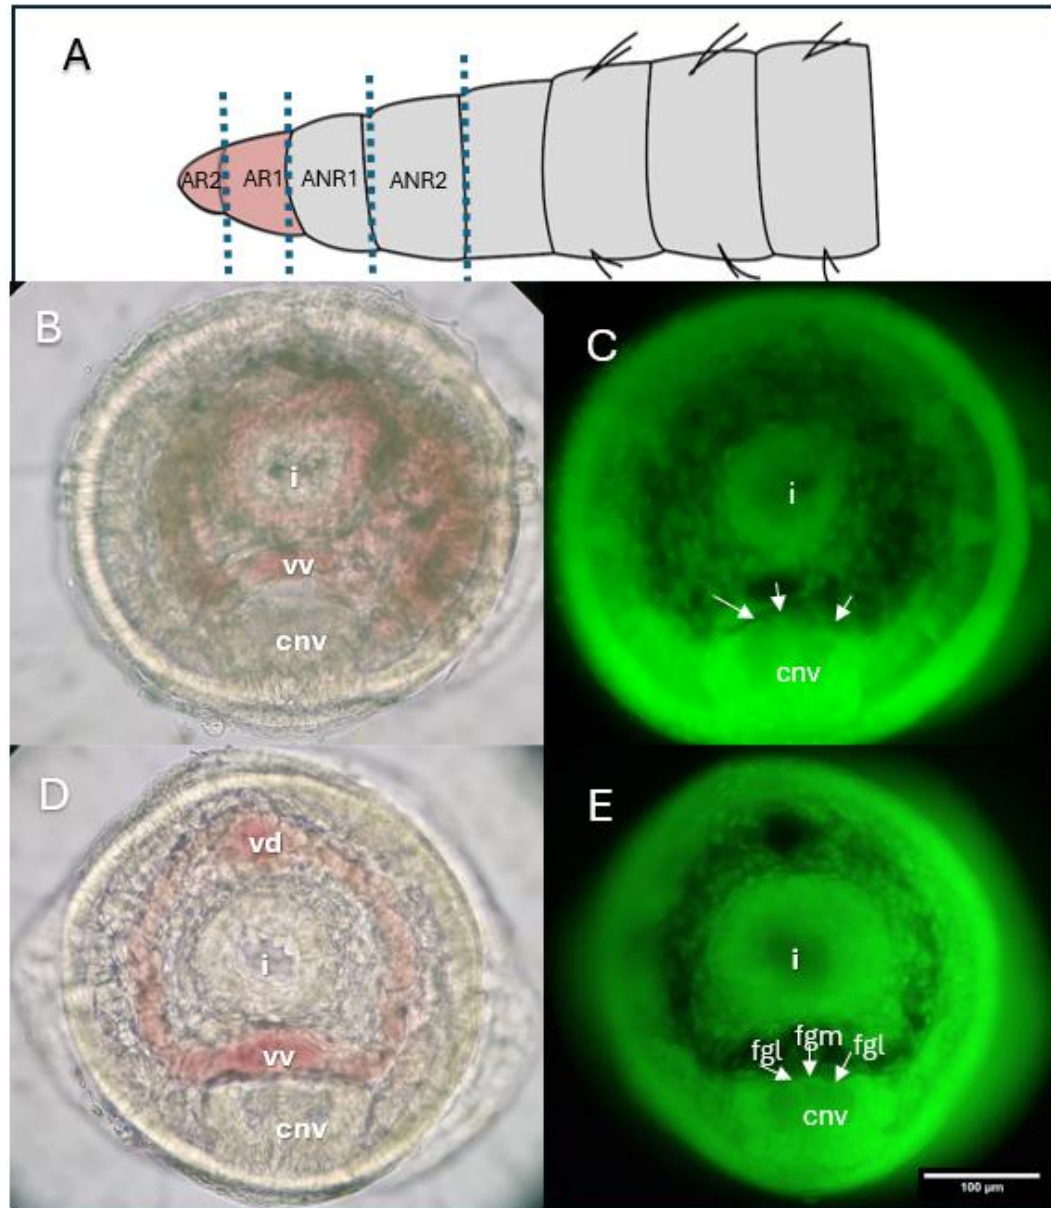 A
AR2 AR1 ANR1 ANR2
B
i
vv
cnv
C
i
cnv
D
vd
i
vv
cnv
E
i
fgl fgm fgl
cnv
100 µm